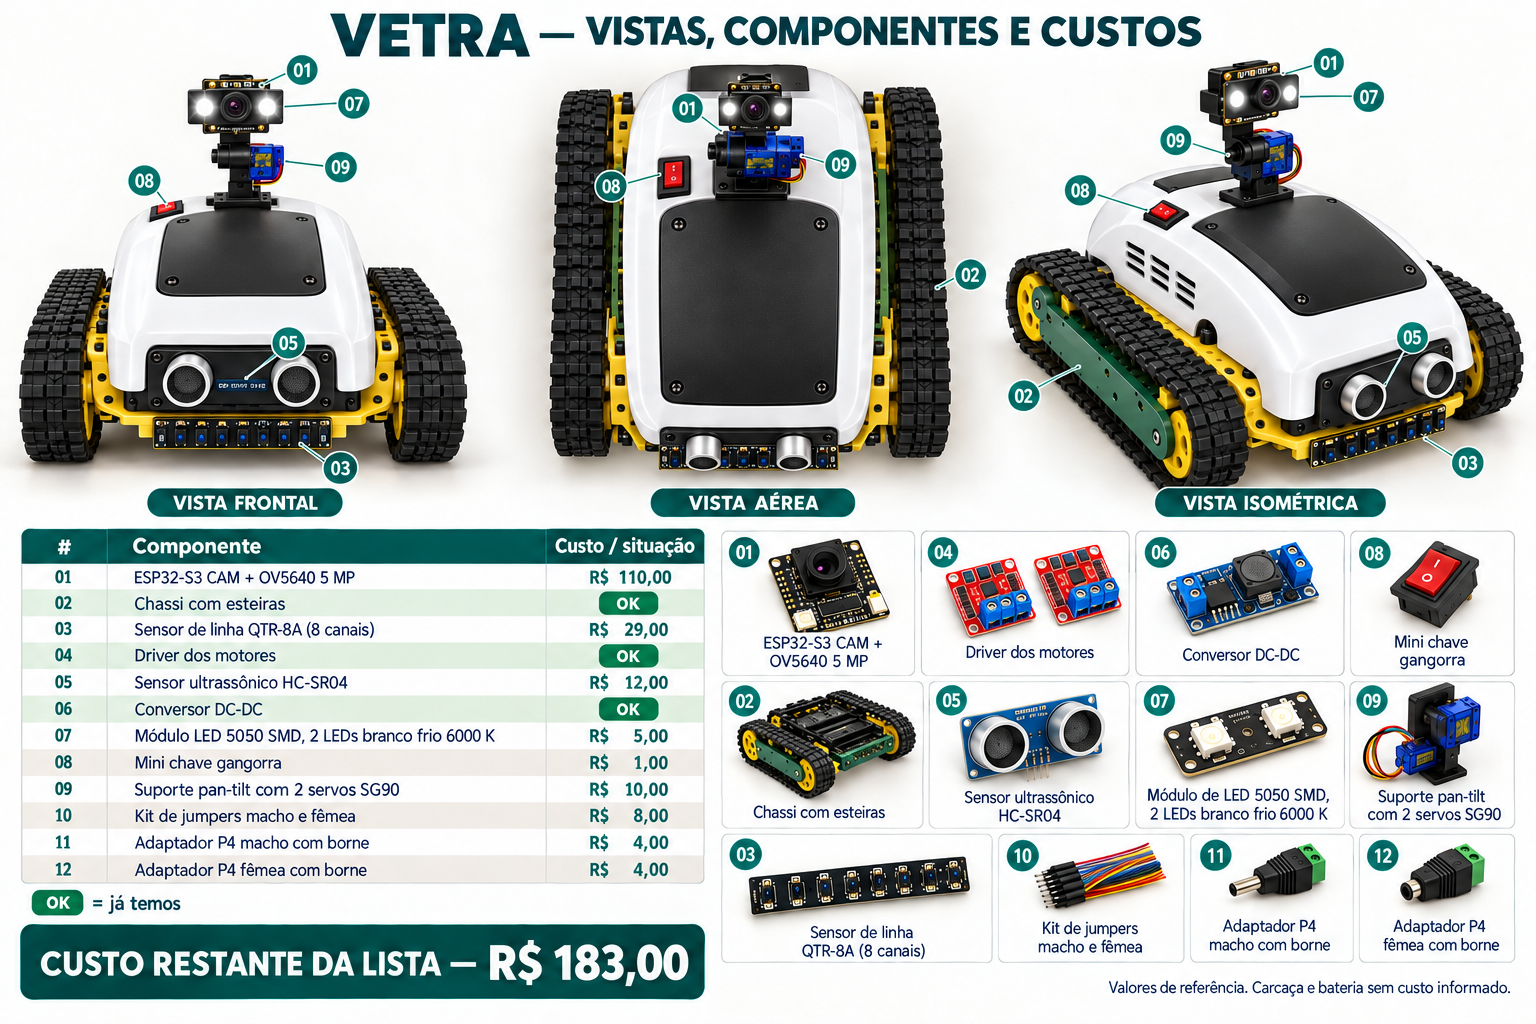 VETRA — VISTAS, COMPONENTES E CUSTOS
01
07
09
08
05
03
VISTA FRONTAL
01
09
08
02
VISTA AÉREA
01
07
09
08
05
02
03
VISTA ISOMÉTRICA
# Componente Custo / situação
01 ESP32-S3 CAM + OV5640 5 MP R$ 110,00
02 Chassi com esteiras OK
03 Sensor de linha QTR-8A (8 canais) R$ 29,00
04 Driver dos motores OK
05 Sensor ultrassônico HC-SR04 R$ 12,00
06 Conversor DC-DC OK
07 Módulo LED 5050 SMD, 2 LEDs branco frio 6000 K R$ 5,00
08 Mini chave gangorra R$ 1,00
09 Suporte pan-tilt com 2 servos SG90 R$ 10,00
10 Kit de jumpers macho e fêmea R$ 8,00
11 Adaptador P4 macho com borne R$ 4,00
12 Adaptador P4 fêmea com borne R$ 4,00
OK = já temos
CUSTO RESTANTE DA LISTA — R$ 183,00
01
ESP32-S3 CAM +
OV5640 5 MP
04
Driver dos motores
06
Conversor DC-DC
08
Mini chave
gangorra
02
Chassi com esteiras
05
Sensor ultrassônico
HC-SR04
07
Módulo de LED 5050 SMD,
2 LEDs branco frio 6000 K
09
Suporte pan-tilt
com 2 servos SG90
03
Sensor de linha
QTR-8A (8 canais)
10
Kit de jumpers
macho e fêmea
11
Adaptador P4
macho com borne
12
Adaptador P4
fêmea com borne
Valores de referência. Carcaça e bateria sem custo informado.